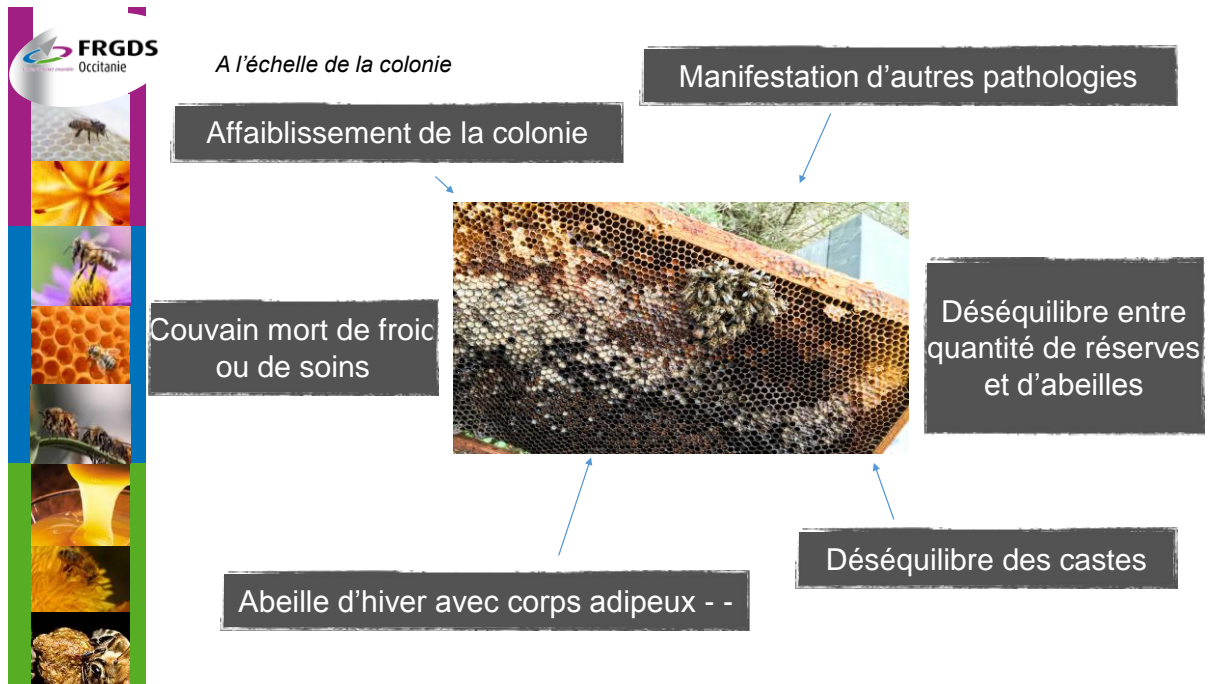 FRGDS
Occitanie
A l’échelle de la colonie
Manifestation d’autres pathologies
Affaiblissement de la colonie
Couvain mort de froid
ou de soins
Déséquilibre entre
quantité de réserves
et d’abeilles
Déséquilibre des castes
Abeille d’hiver avec corps adipeux - -